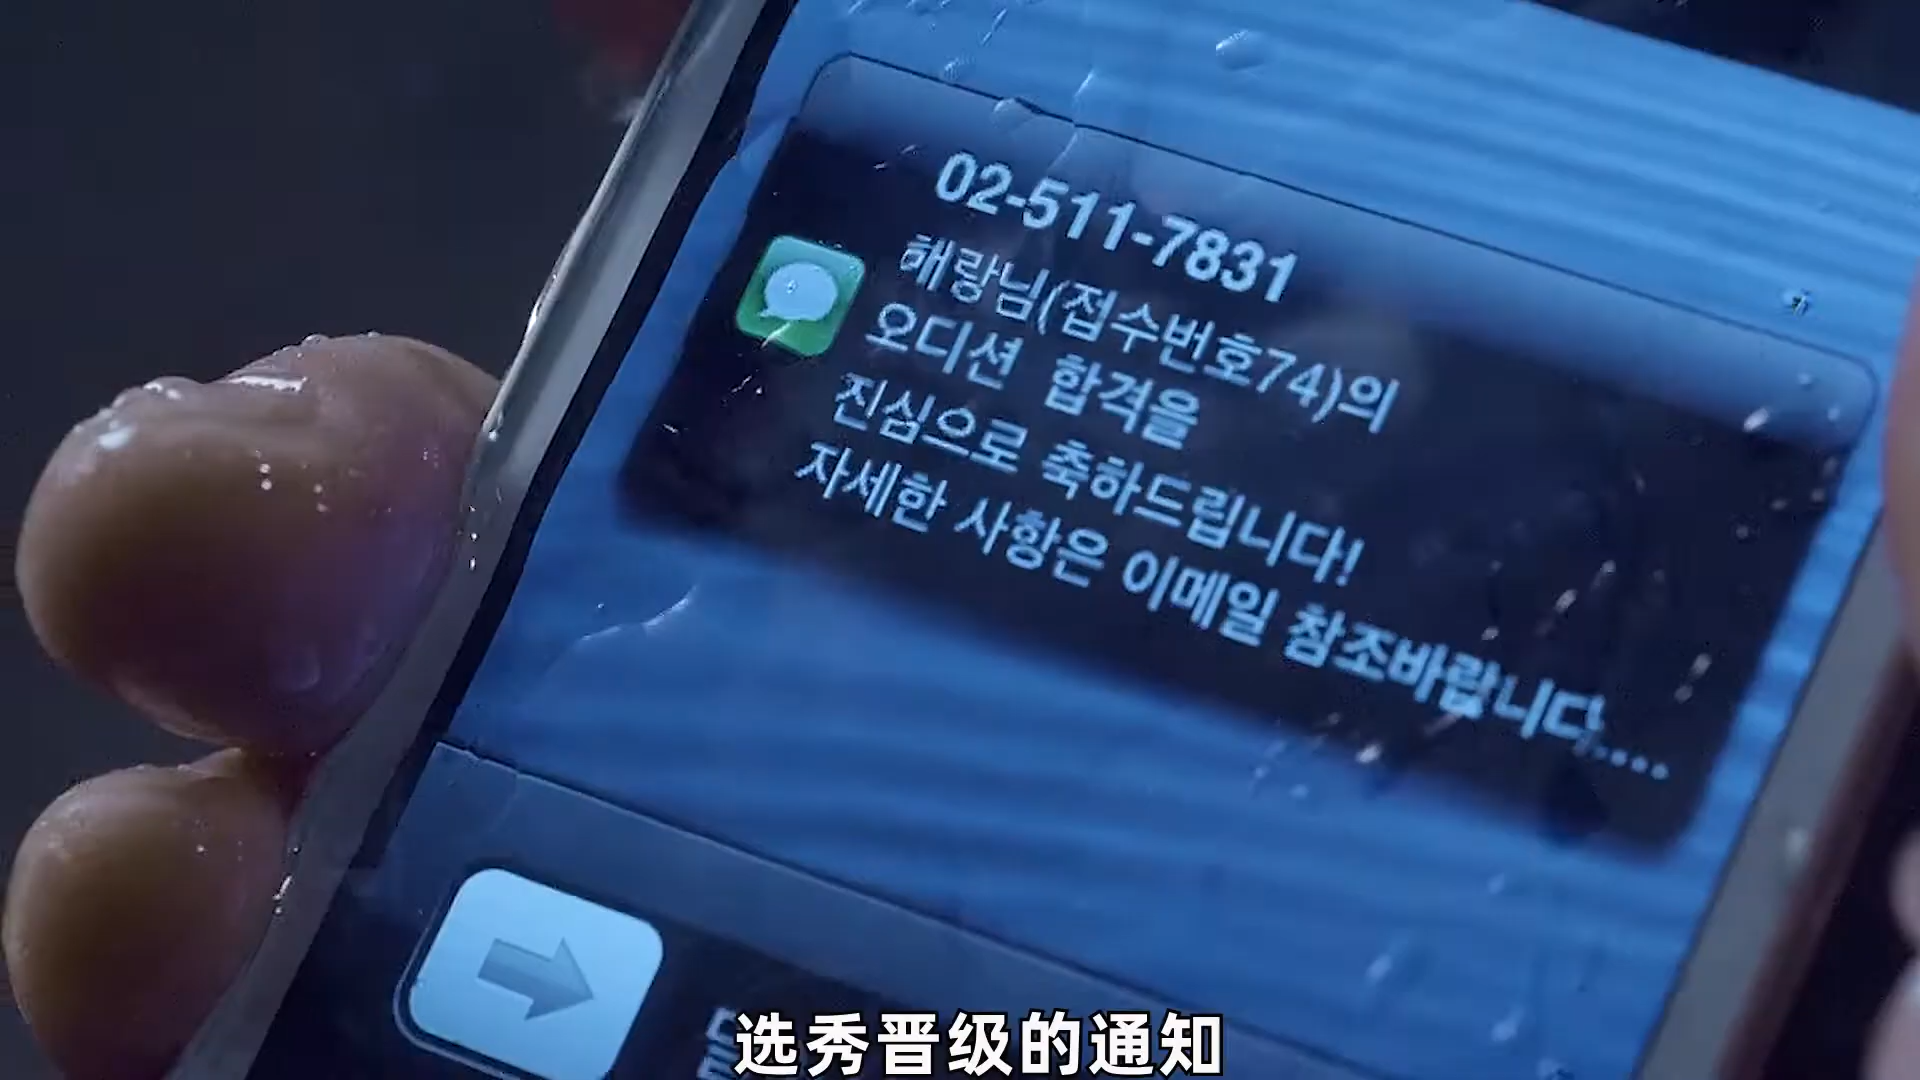 02-511-7831
해랑님(접수번호74)의
오디션 합격을
진심으로 축하드립니다!
자세한 사항은 이메일 참조바랍니다....
选秀晋级的通知